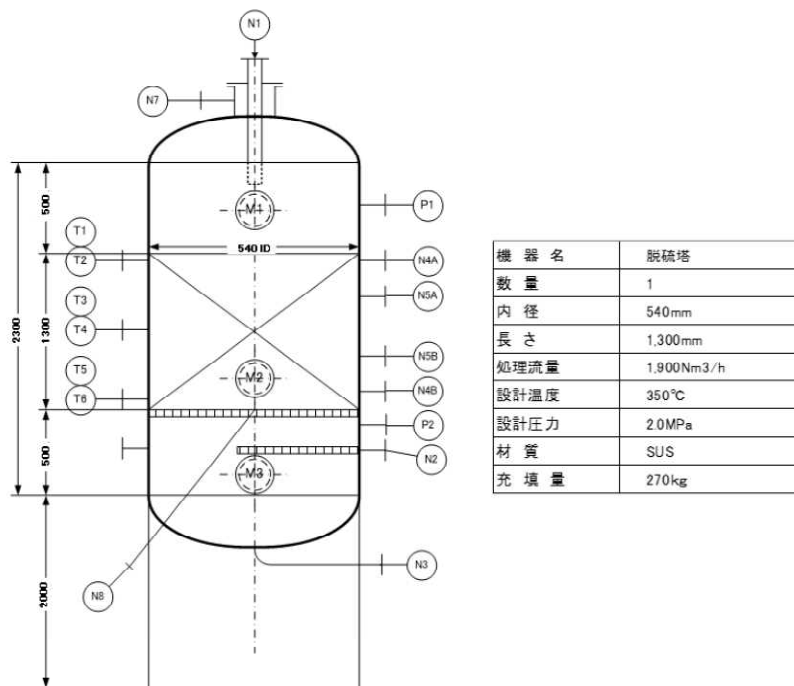 N1
N7
M1
P1
500
T1
540 ID
T2
N4A
N5A
T3
T4
2300
1300
N5B
T5
M2
N4B
T6
P2
N2
500
M3
N3
N8
2000
機器名 脱硫塔
数量 1
内径 540mm
長さ 1,300mm
処理流量 1,900Nm3/h
設計温度 350℃
設計圧力 2.0MPa
材質 SUS
充填量 270kg